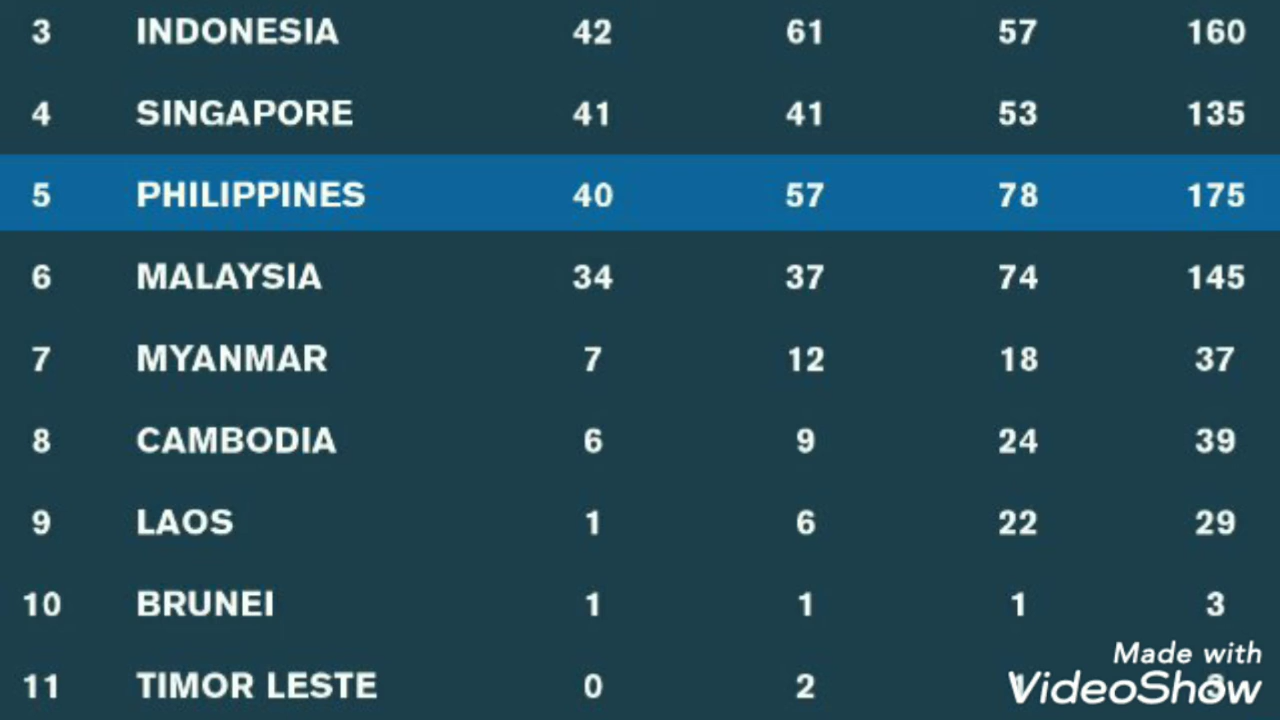 3 INDONESIA 42 61 57 160
4 SINGAPORE 41 41 53 135
5 PHILIPPINES 40 57 78 175
6 MALAYSIA 34 37 74 145
7 MYANMAR 7 12 18 37
8 CAMBODIA 6 9 24 39
9 LAOS 1 6 22 29
10 BRUNEI 1 1 1 3
Made with
11 TIMOR LESTE 0 2
VideoShow